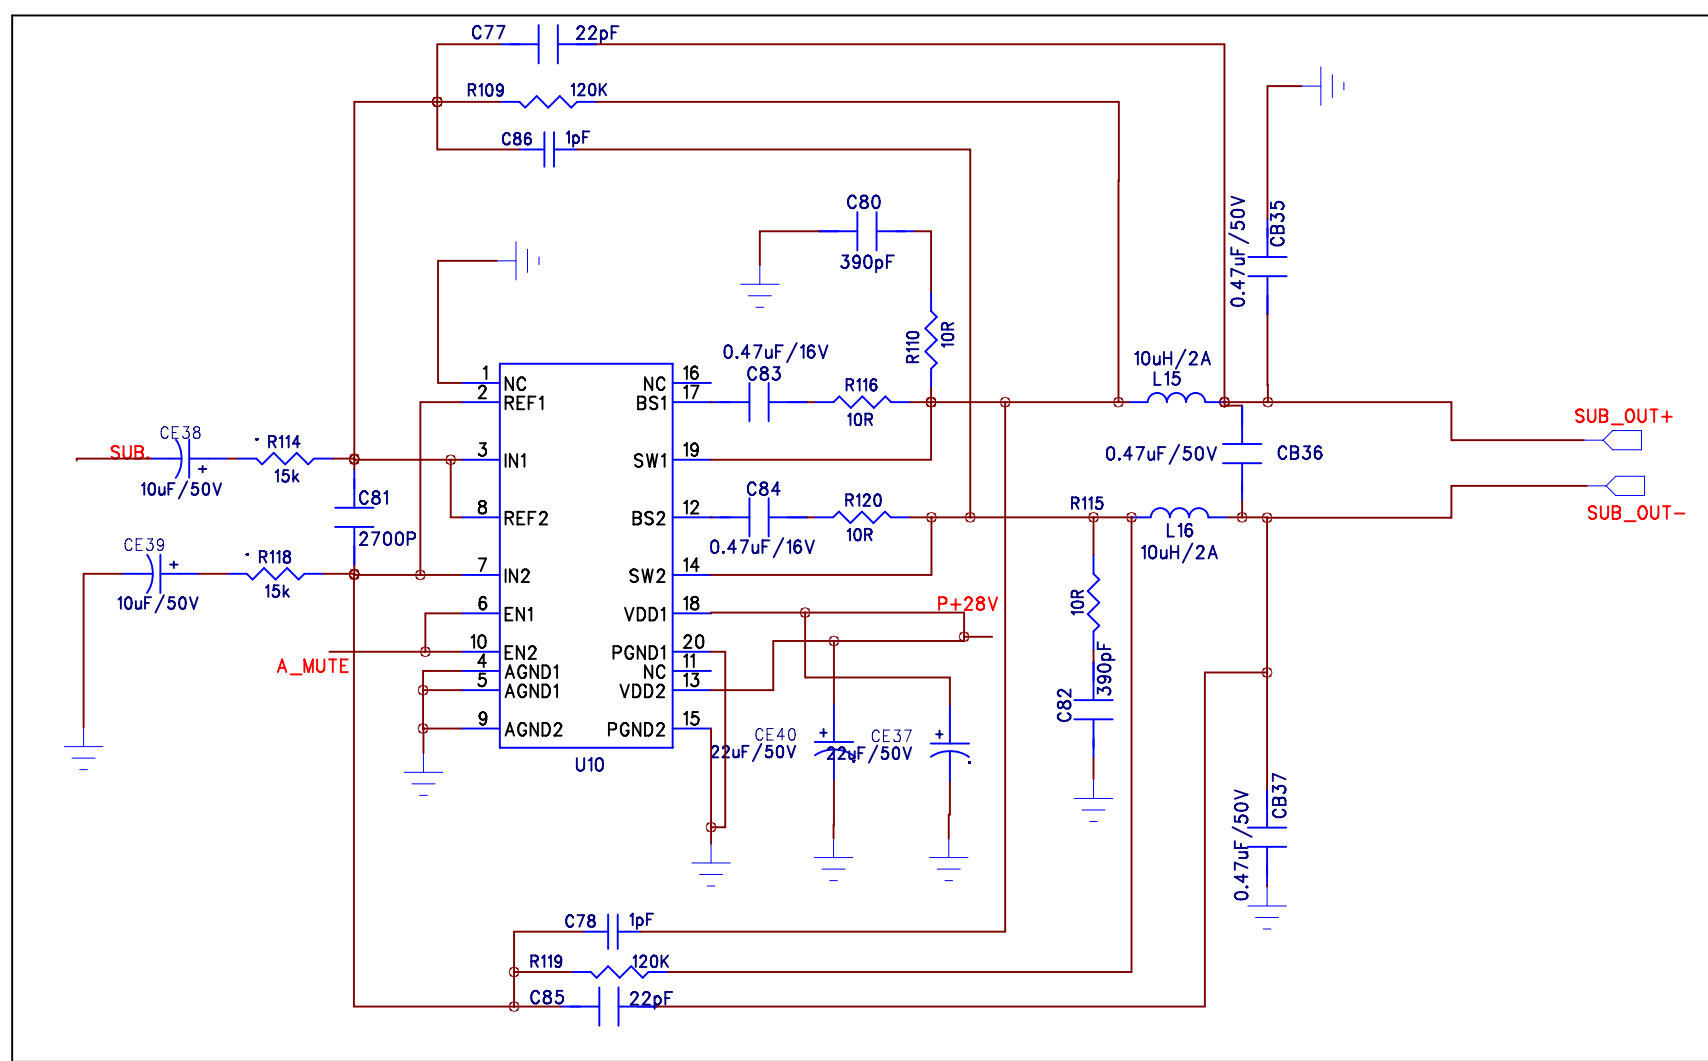 C77 22pF
R109 120K
C86 1pF
C80
390pF
R110
10R
0.47uF/50V
CB35
0.47uF/16V
C83
R116
10R
10uH/2A
L15
1 NC
2 REF1
3 IN1
8 REF2
7 IN2
6 EN1
10 EN2
4 AGND1
5 AGND1
9 AGND2
NC 16
BS1 17
SW1 19
BS2 12
SW2 14
VDD1 18
PGND1 20
NC 11
VDD2 13
PGND2 15
U10
SUB
CE38
+
10uF/50V
R114
15k
C81
2700P
CE39
+
10uF/50V
R118
15k
A_MUTE
C84
0.47uF/16V
R120
10R
R115
10R
390pF
C82
L16
10uH/2A
0.47uF/50V CB36
SUB_OUT+
SUB_OUT-
P+28V
CE40
+
22uF/50V
CE37
+
22uF/50V
0.47uF/50V
CB37
C78 1pF
R119 120K
C85 22pF